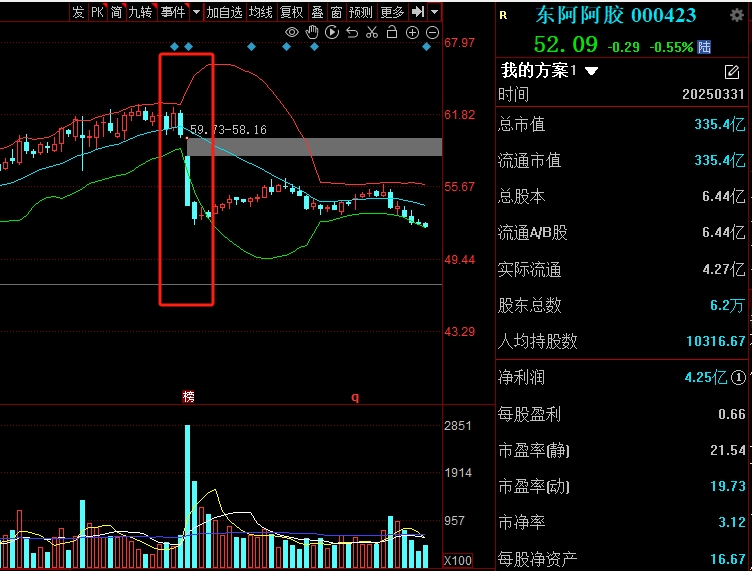 发 PK 简 九转 事件 加自选 均线 复权 叠 窗 预测 更多
R 东阿阿胶 000423
52.09 -0.29 -0.55% 陆
我的方案1
时间 20250331
总市值 335.4亿
流通市值 335.4亿
总股本 6.44亿
流通A/B股 6.44亿
实际流通 4.27亿
股东总数 6.2万
人均持股数 10316.67
净利润 4.25亿①
每股盈利 0.66
市盐率(静) 21.54
市盈率(动) 19.73
市净率 3.12
每股净资产 16.67
67.97
61.82
59.73-58.16
55.67
49.44
43.29
榜 q
2851
1914
957
X100